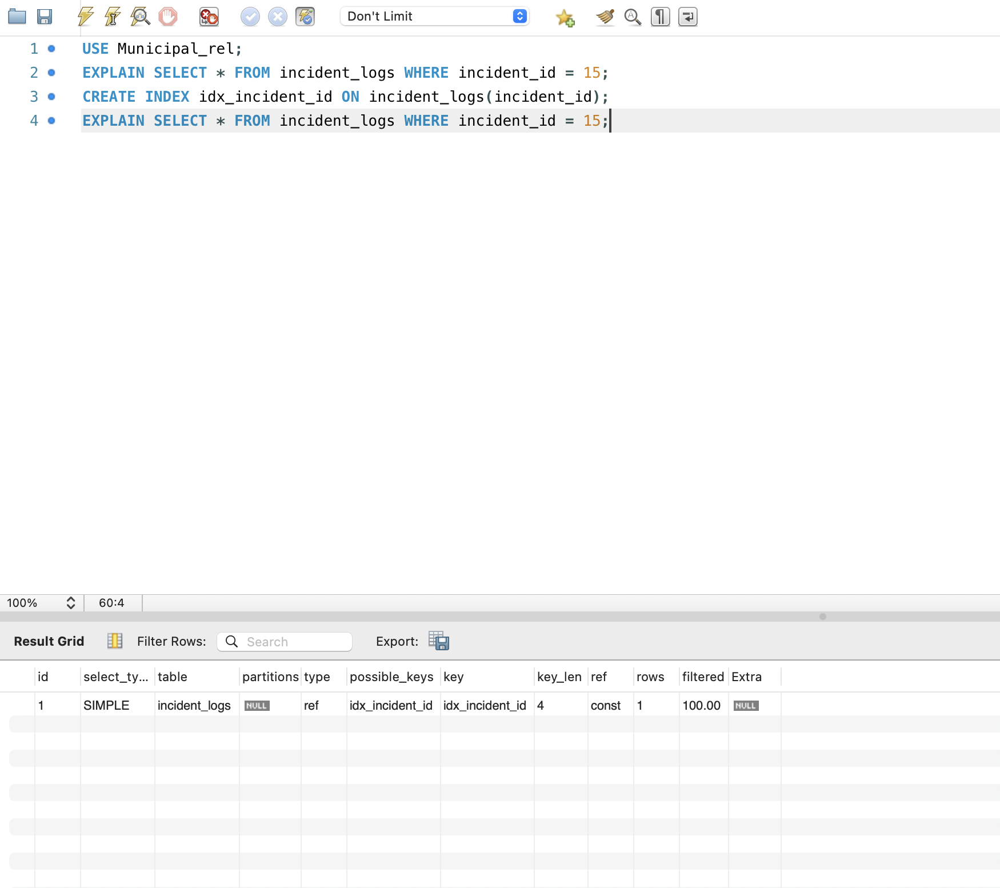 Don't Limit
1 USE Municipal_rel;
2 EXPLAIN SELECT * FROM incident_logs WHERE incident_id = 15;
3 CREATE INDEX idx_incident_id ON incident_logs(incident_id);
4 EXPLAIN SELECT * FROM incident_logs WHERE incident_id = 15;
100% 60:4
Result Grid Filter Rows: Search Export:
id select_ty... table partitions type possible_keys key key_len ref rows filtered Extra
1 SIMPLE incident_logs NULL ref idx_incident_id idx_incident_id 4 const 1 100.00 NULL